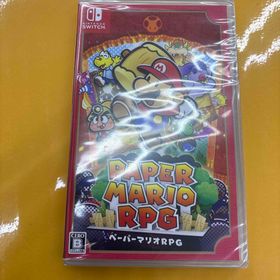 NINTENDO
SWITCH
PAPER
MARIO
RPG
ペーパーマリオRPG
CERO
B